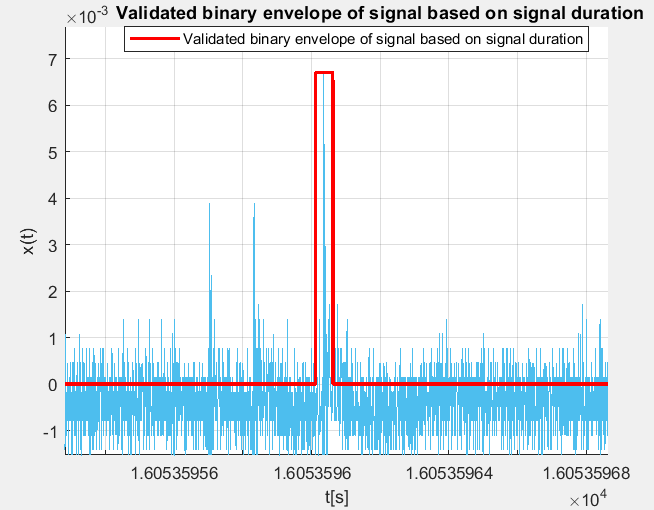 ×10-3
Validated binary envelope of signal based on signal duration
Validated binary envelope of signal based on signal duration
7
6
5
4
3
2
1
0
-1
x(t)
1.60535956 1.6053596 1.60535964 1.60535968
t[s]
×104